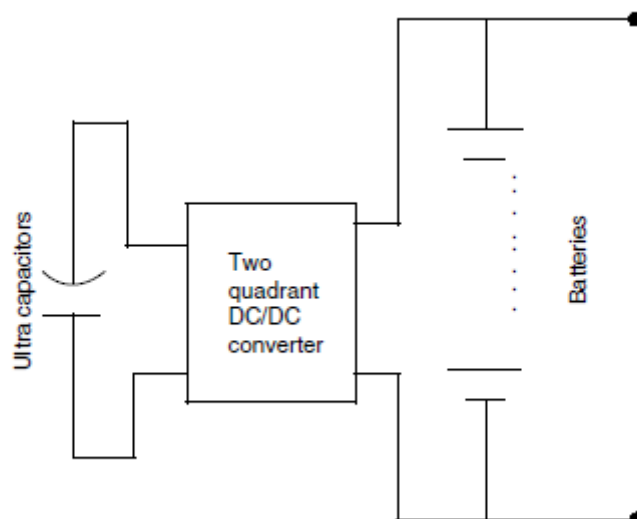 Ultra capacitors
Two
quadrant
DC/DC
converter
Batteries